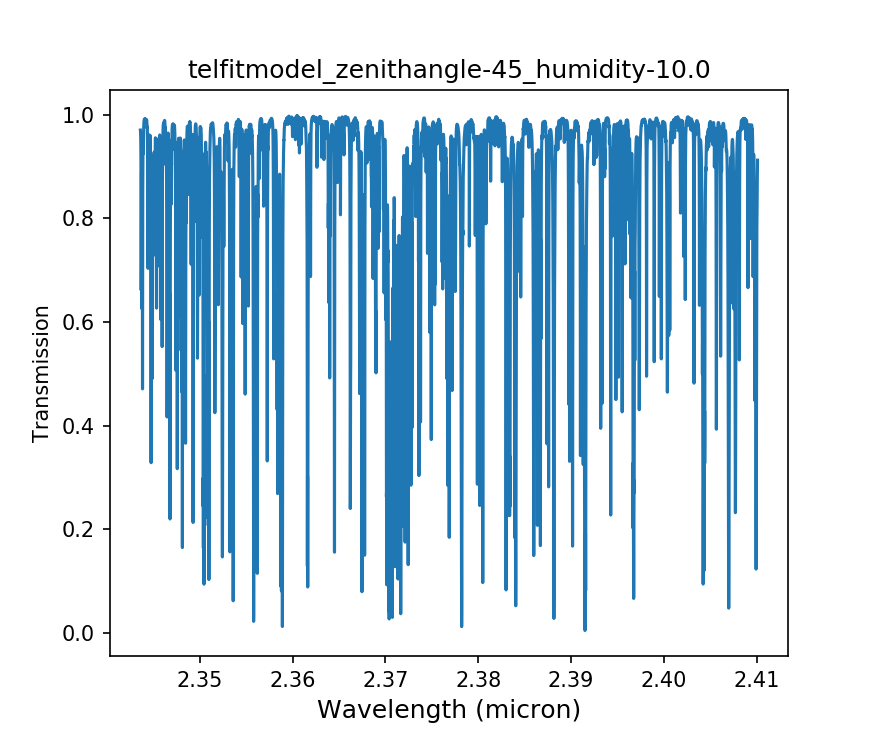 telfitmodel_zenithangle-45_humidity-10.0
Transmission
1.0
0.8
0.6
0.4
0.2
0.0
2.35 2.36 2.37 2.38 2.39 2.40 2.41
Wavelength (micron)